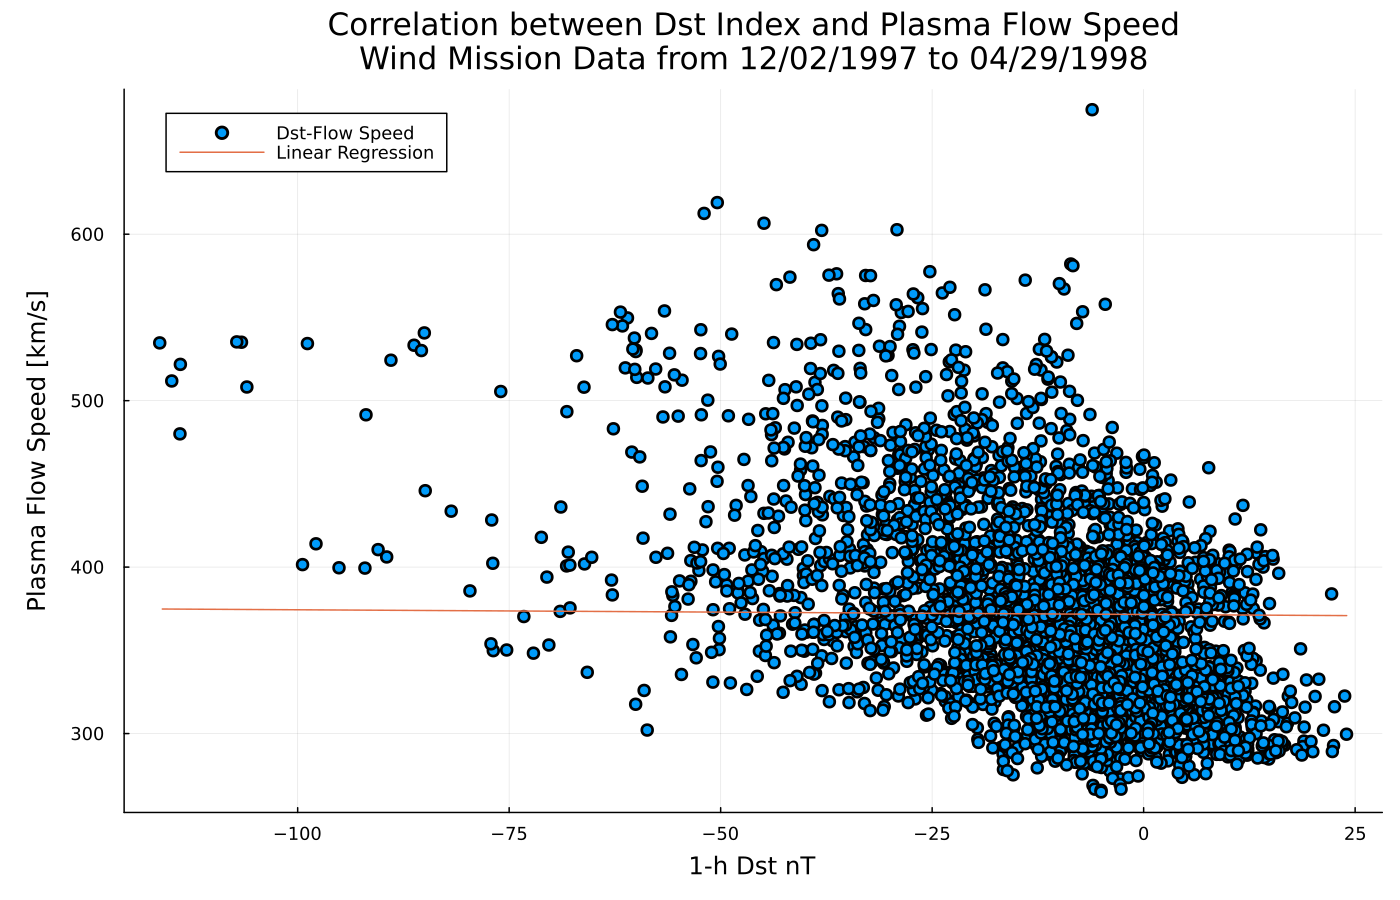 Correlation between Dst Index and Plasma Flow Speed
Wind Mission Data from 12/02/1997 to 04/29/1998
Dst-Flow Speed
Linear Regression
Plasma Flow Speed [km/s]
600
500
400
300
−100
−75
−50
−25
0
25
1-h Dst nT